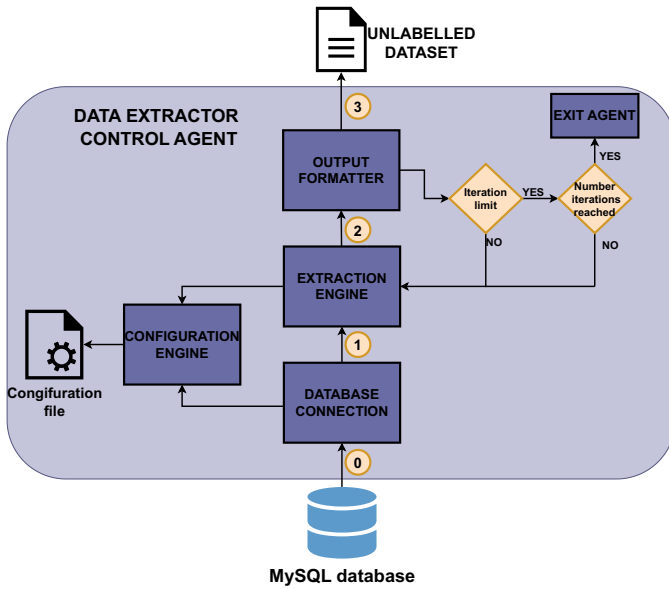 UNLABELLED
DATASET
3
DATA EXTRACTOR
CONTROL AGENT
EXIT AGENT
OUTPUT
FORMATTER
YES
Iteration
limit
YES
Number
iterations
reached
2
NO
NO
EXTRACTION
ENGINE
CONFIGURATION
ENGINE
1
Congifuration
file
DATABASE
CONNECTION
0
MySQL database